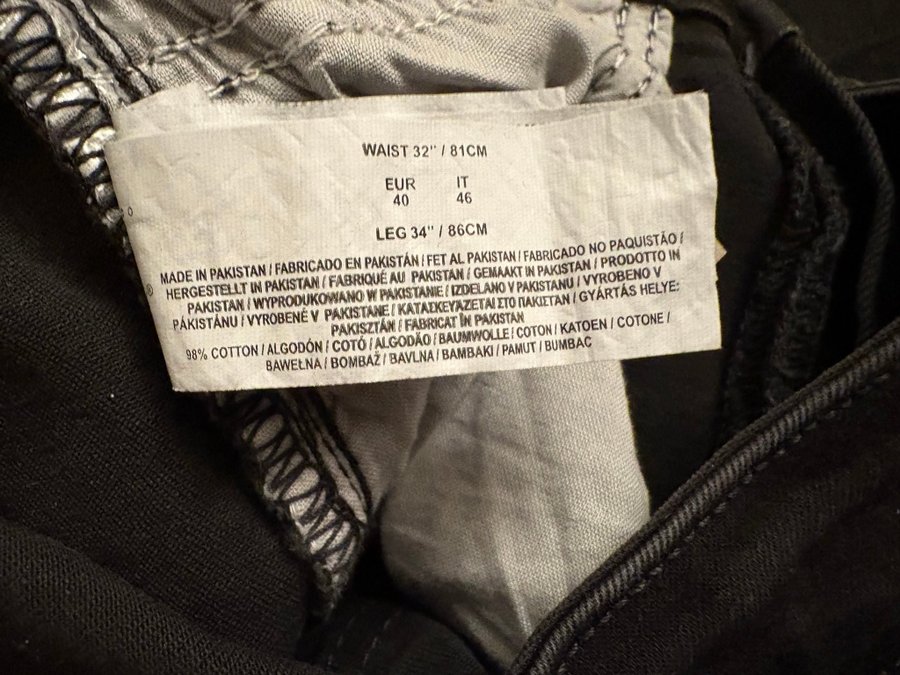 WAIST 32" / 81CM
EUR IT
40 46
LEG 34" / 86CM
MADE IN PAKISTAN / FABRICADO EN PAKISTÁN / FET AL PAKISTAN / FABRICADO NO PAQUISTÃO /
HERGESTELLT IN PAKISTAN / FABRIQUÉ AU PAKISTAN / GEMAAKT IN PAKISTAN / PRODOTTO IN
PAKISTAN / WYPRODUKOWANO W PAKISTANIE / IZDELANO V PAKISTANU / VYROBENO V
PÁKISTÁNU / VYROBENÉ V PAKISTANE / ΚΑΤΑΣΚΕΥΑΖΕΤΑΙ ΣΤΟ ΠΑΚΙΣΤΑΝ / GYÁRTÁS HELYE:
PAKISZTÁN / FABRICAT ÎN PAKISTAN
98% COTTON / ALGODÓN / COTÓ / ALGODÃO / BAUMWOLLE / COTON / KATOEN / COTONE /
BAWEŁNA / BOMBAŽ / BAVLNA / BAMBAKI / PAMUT / BUMBAC